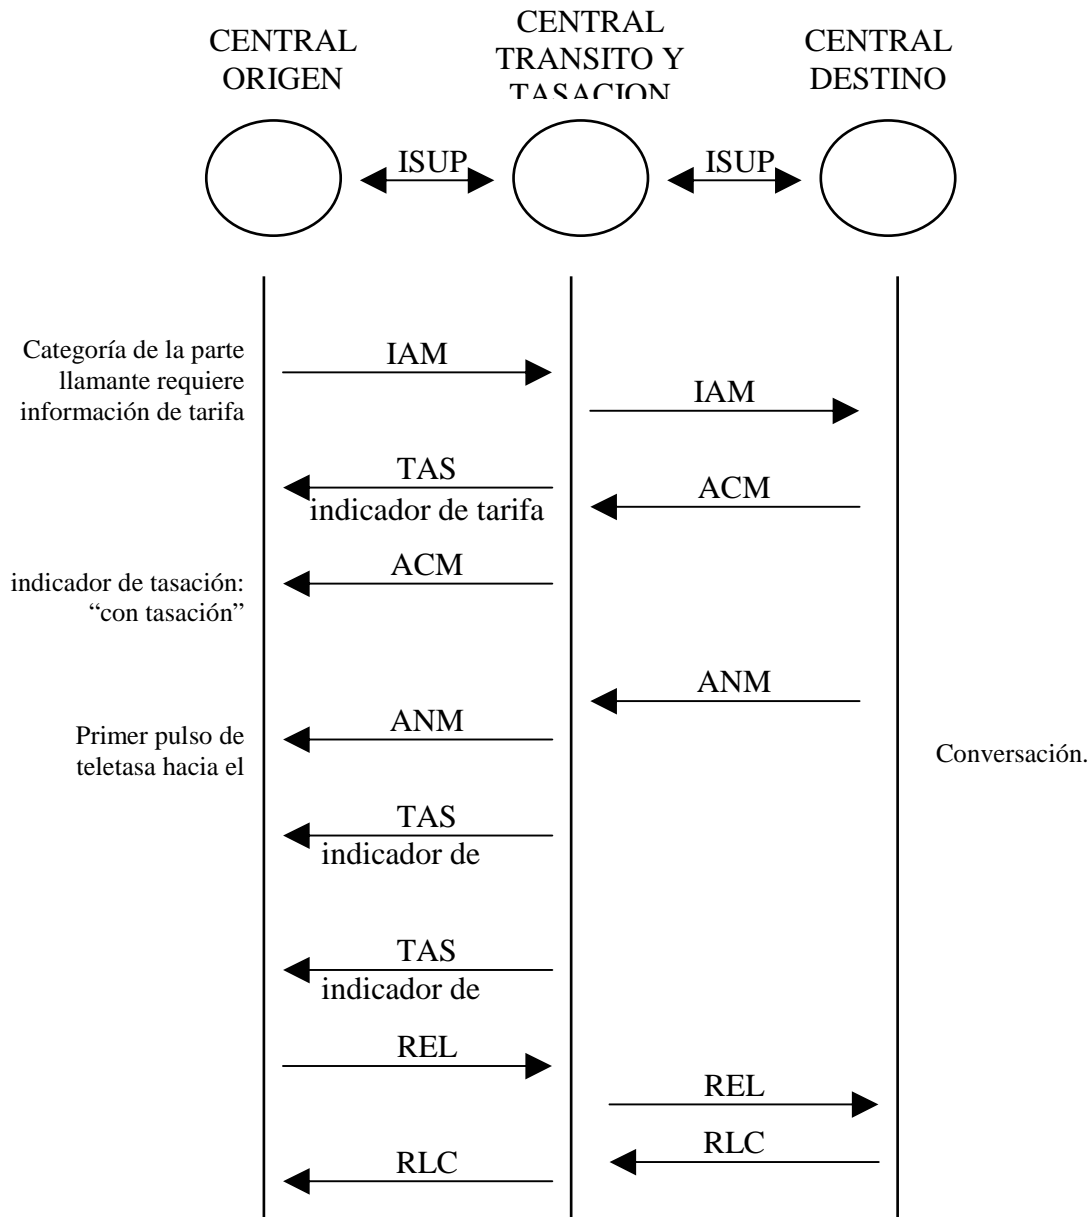 CENTRAL
ORIGEN
CENTRAL
TRANSITO Y
TASACION
CENTRAL
DESTINO
ISUP
ISUP
Categoría de la parte
llamante requiere
información de tarifa
IAM
IAM
TAS
indicador de tarifa
ACM
ACM
indicador de tasación:
“con tasación”
ANM
ANM
Primer pulso de
teletasa hacia el
Conversación.
TAS
indicador de
TAS
indicador de
REL
REL
RLC
RLC